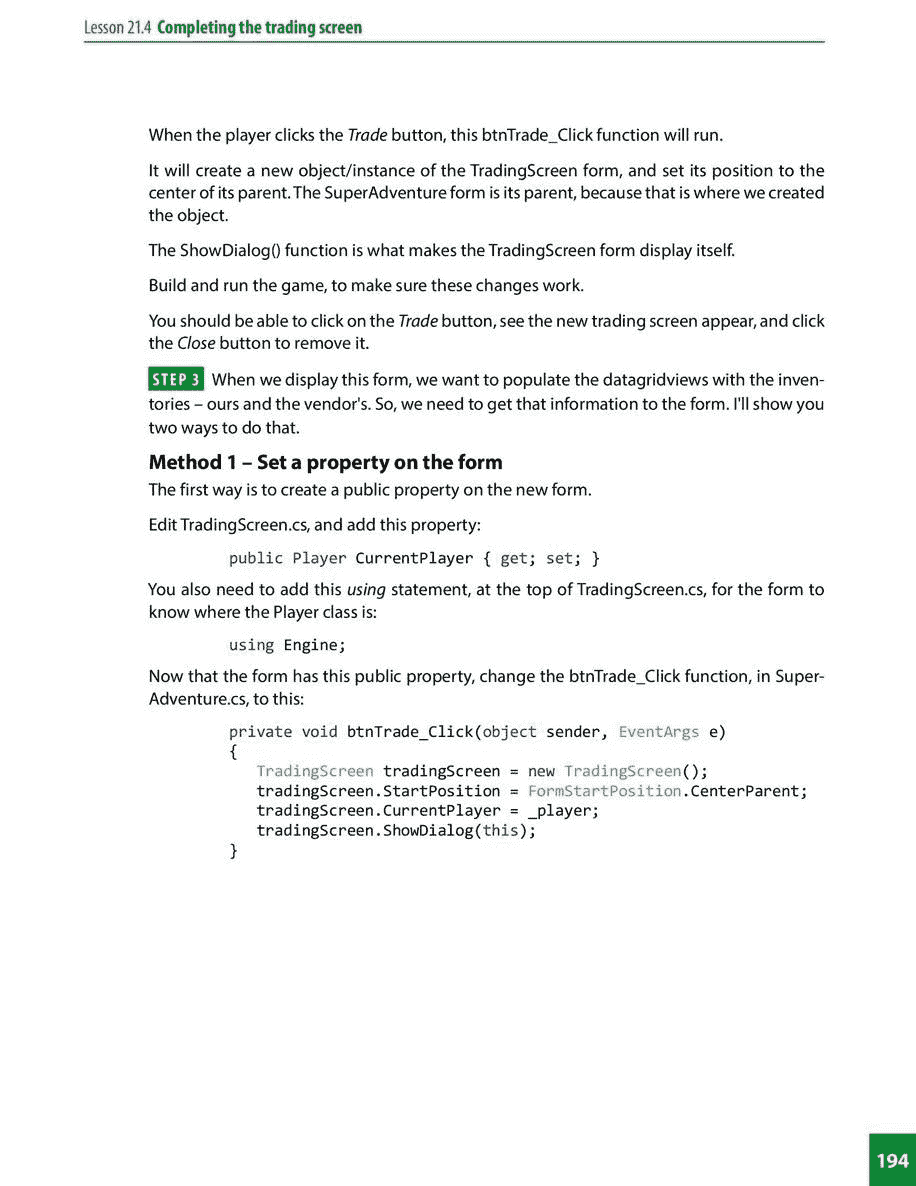 Lesson 21.4 Completing the trading screen
When the player clicks the Trade button, this btnTrade_Click function will run.
It will create a new object/instance of the TradingScreen form, and set its position to the
center of its parent. The SuperAdventure form is its parent, because that is where we created
the object.
The ShowDialog() function is what makes the TradingScreen form display itself.
Build and run the game, to make sure these changes work.
You should be able to click on the Trade button, see the new trading screen appear, and click
the Close button to remove it.
STEP 3 When we display this form, we want to populate the datagridviews with the inven-
tories – ours and the vendor's. So, we need to get that information to the form. I'll show you
two ways to do that.
Method 1 – Set a property on the form
The first way is to create a public property on the new form.
Edit TradingScreen.cs, and add this property:
public Player CurrentPlayer { get; set; }
You also need to add this using statement, at the top of TradingScreen.cs, for the form to
know where the Player class is:
using Engine;
Now that the form has this public property, change the btnTrade_Click function, in Super-
Adventure.cs, to this:
private void btnTrade_Click(object sender, EventArgs e)
{
TradingScreen tradingScreen = new TradingScreen();
tradingScreen.StartPosition = FormStartPosition.CenterParent;
tradingScreen.CurrentPlayer = _player;
tradingScreen.ShowDialog(this);
}
194